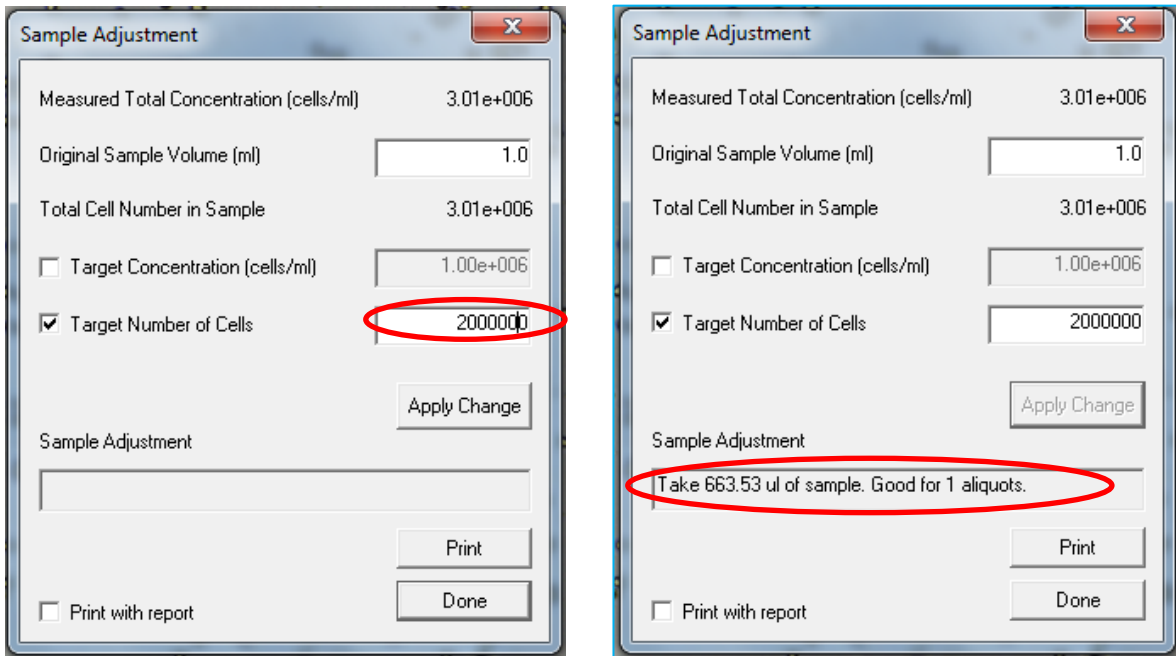 Sample Adjustment
Measured Total Concentration (cells/ml) 3.01e+006
Original Sample Volume (ml) 1.0
Total Cell Number in Sample 3.01e+006
Target Concentration (cells/ml) 1.00e+006
Target Number of Cells 2000000
Apply Change
Sample Adjustment
Print
Done
Print with report
Sample Adjustment
Measured Total Concentration (cells/ml) 3.01e+006
Original Sample Volume (ml) 1.0
Total Cell Number in Sample 3.01e+006
Target Concentration (cells/ml) 1.00e+006
Target Number of Cells 2000000
Apply Change
Sample Adjustment
Take 663.53 ul of sample. Good for 1 aliquots.
Print
Done
Print with report